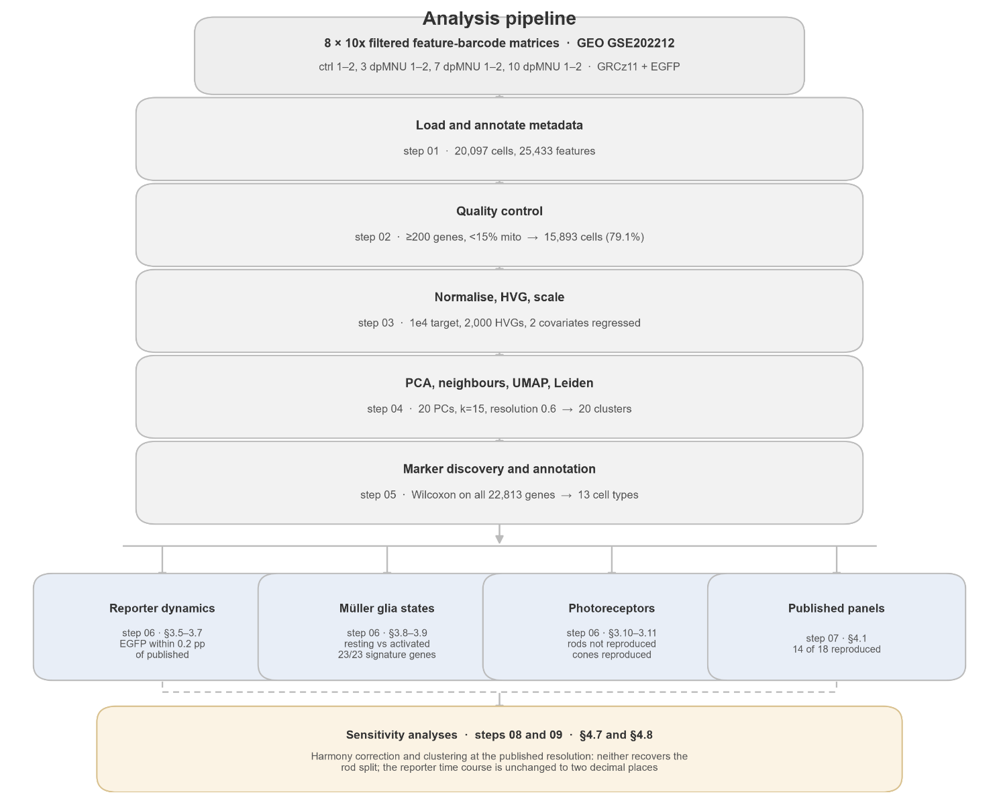 Analysis pipeline
8 × 10x filtered feature-barcode matrices · GEO GSE202212
ctrl 1–2, 3 dpMNU 1–2, 7 dpMNU 1–2, 10 dpMNU 1–2 · GRCz11 + EGFP
Load and annotate metadata
step 01 · 20,097 cells, 25,433 features
Quality control
step 02 · ≥200 genes, <15% mito → 15,893 cells (79.1%)
Normalise, HVG, scale
step 03 · 1e4 target, 2,000 HVGs, 2 covariates regressed
PCA, neighbours, UMAP, Leiden
step 04 · 20 PCs, k=15, resolution 0.6 → 20 clusters
Marker discovery and annotation
step 05 · Wilcoxon on all 22,813 genes → 13 cell types
Reporter dynamics
step 06 · §3.5–3.7
EGFP within 0.2 pp
of published
Müller glia states
step 06 · §3.8–3.9
resting vs activated
23/23 signature genes
Photoreceptors
step 06 · §3.10–3.11
rods not reproduced
cones reproduced
Published panels
step 07 · §4.1
14 of 18 reproduced
Sensitivity analyses · steps 08 and 09 · §4.7 and §4.8
Harmony correction and clustering at the published resolution: neither recovers the
rod split; the reporter time course is unchanged to two decimal places